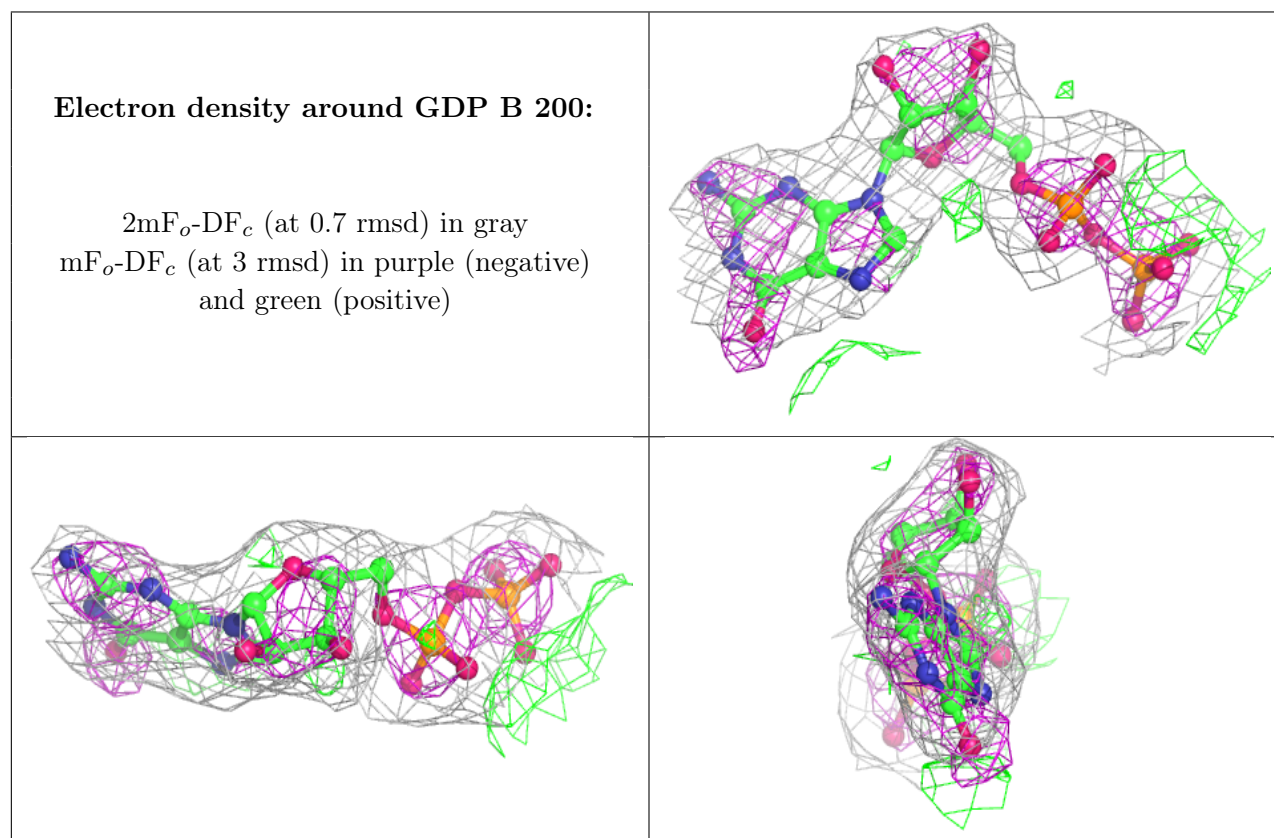 Electron density around GDP B 200:
2mFo-DFc (at 0.7 rmsd) in gray
mFo-DFc (at 3 rmsd) in purple (negative)
and green (positive)